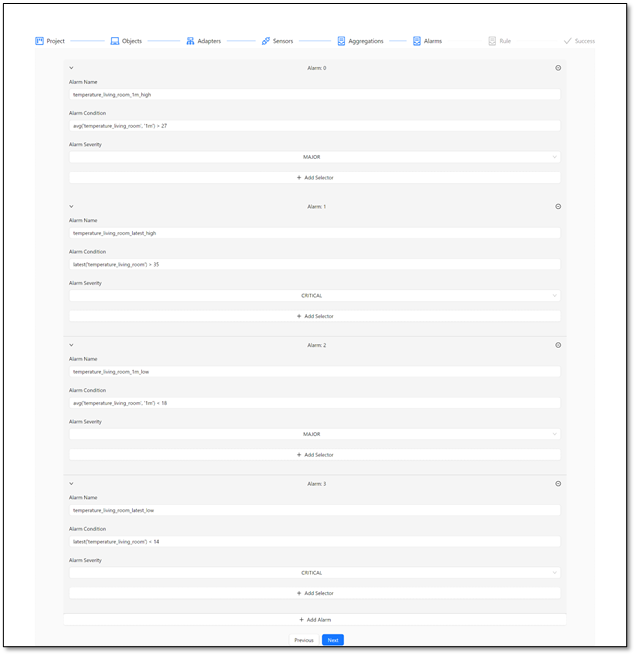 Project Objects Adapters Sensors Aggregations Alarms Rule Success
Alarm: 0
Alarm Name
temperature_living_room_1m_high
Alarm Condition
avg('temperature_living_room', '1m') > 27
Alarm Severity
MAJOR
+ Add Selector
Alarm: 1
Alarm Name
temperature_living_room_latest_high
Alarm Condition
latest('temperature_living_room') > 35
Alarm Severity
CRITICAL
+ Add Selector
Alarm: 2
Alarm Name
temperature_living_room_1m_low
Alarm Condition
avg('temperature_living_room', '1m') < 18
Alarm Severity
MAJOR
+ Add Selector
Alarm: 3
Alarm Name
temperature_living_room_latest_low
Alarm Condition
latest('temperature_living_room') < 14
Alarm Severity
CRITICAL
+ Add Selector
+ Add Alarm
Previous Next